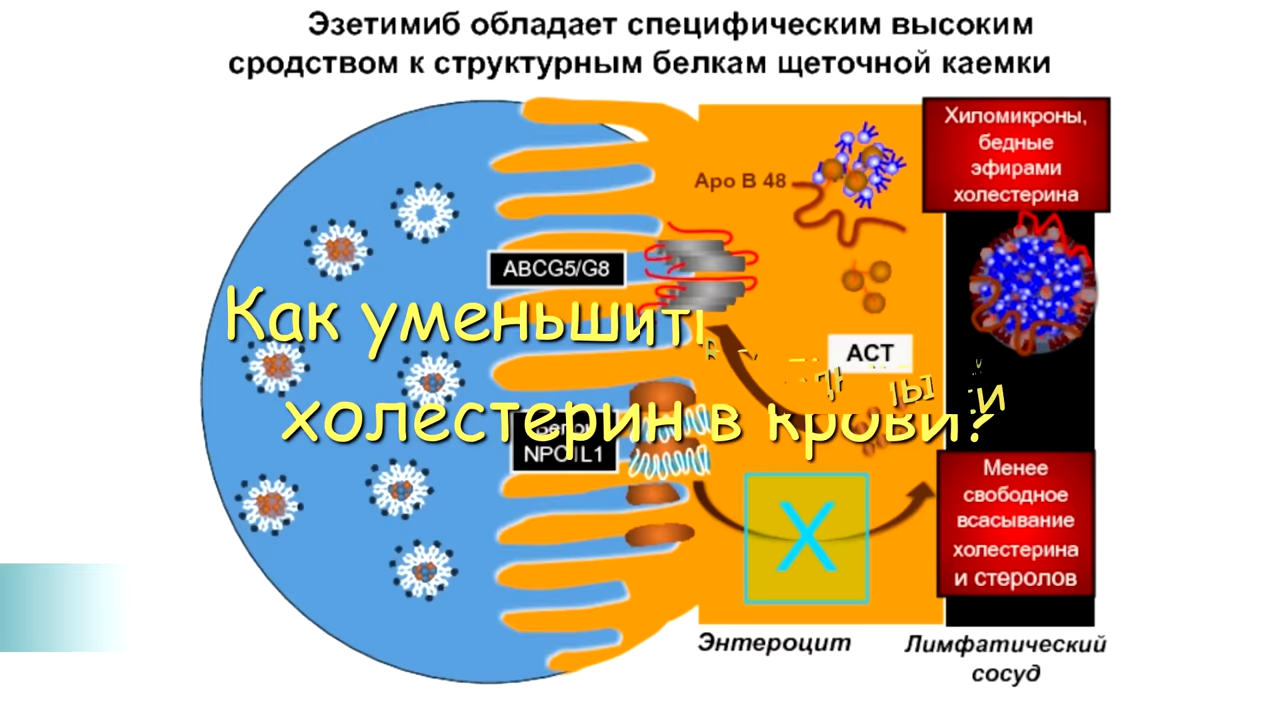 Эзетимиб обладает специфическим высоким
сродством к структурным белкам щеточной каемки
Хиломикроны,
бедные
эфирами
холестерина
Apo B 48
ABCG5/G8
Как уменьшить
АСТ
холестерин в крови?
NPC1L1
Менее
свободное
всасывание
холестерина
и стеролов
X
Энтероцит
Лимфатический
сосуд